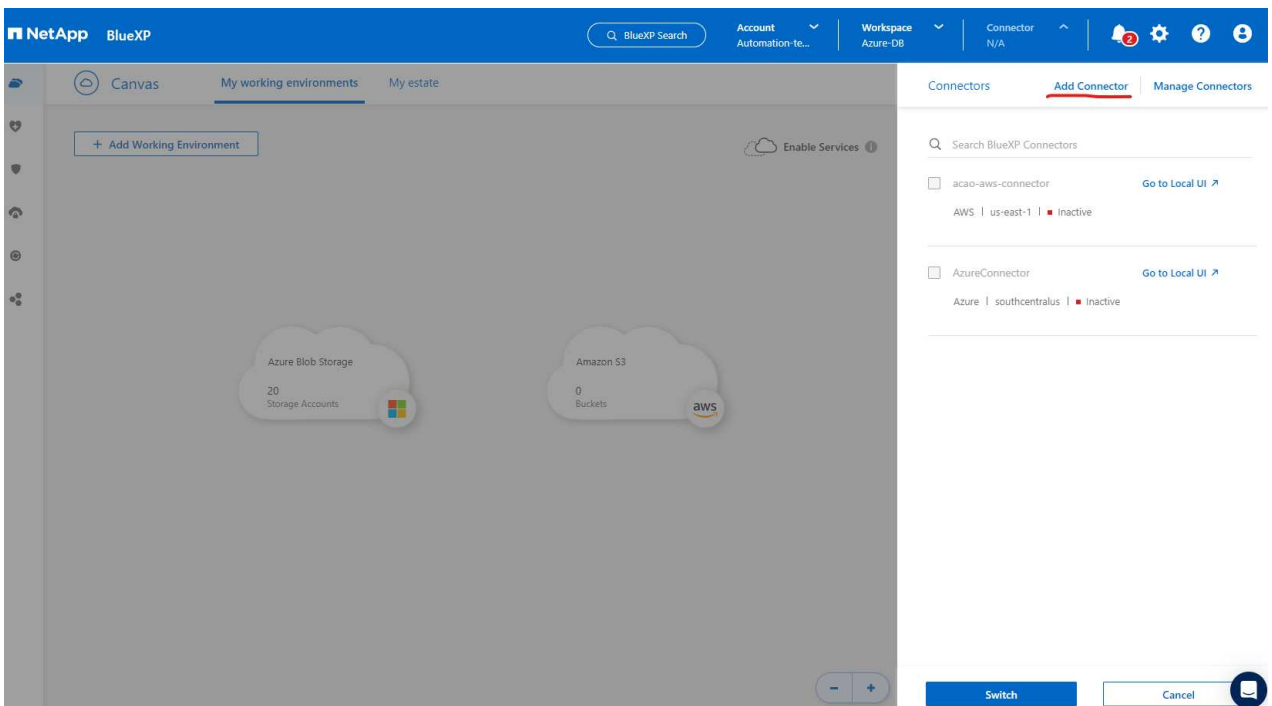 NetApp BlueXP
BlueXP Search
Account
Automation-te...
Workspace
Azure-DB
Connector
N/A
2
Canvas
My working environments
My estate
+ Add Working Environment
Enable Services
Azure Blob Storage
20
Storage Accounts
Amazon S3
0
Buckets
aws
Connectors
Add Connector
Manage Connectors
Search BlueXP Connectors
acao-aws-connector
Go to Local UI
AWS | us-east-1 | Inactive
AzureConnector
Go to Local UI
Azure | southcentralus | Inactive
- +
Switch
Cancel